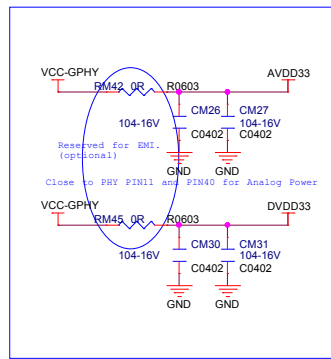 VCC-GPHY AVDD33
RM42 0R R0603
CM26 CM27
104-16V 104-16V
C0402 C0402
Reserved for EMI.
(optional)
GND GND
Close to PHY PIN11 and PIN40 for Analog Power
VCC-GPHY DVDD33
RM45 0R R0603
CM30 CM31
104-16V 104-16V
C0402 C0402
GND GND